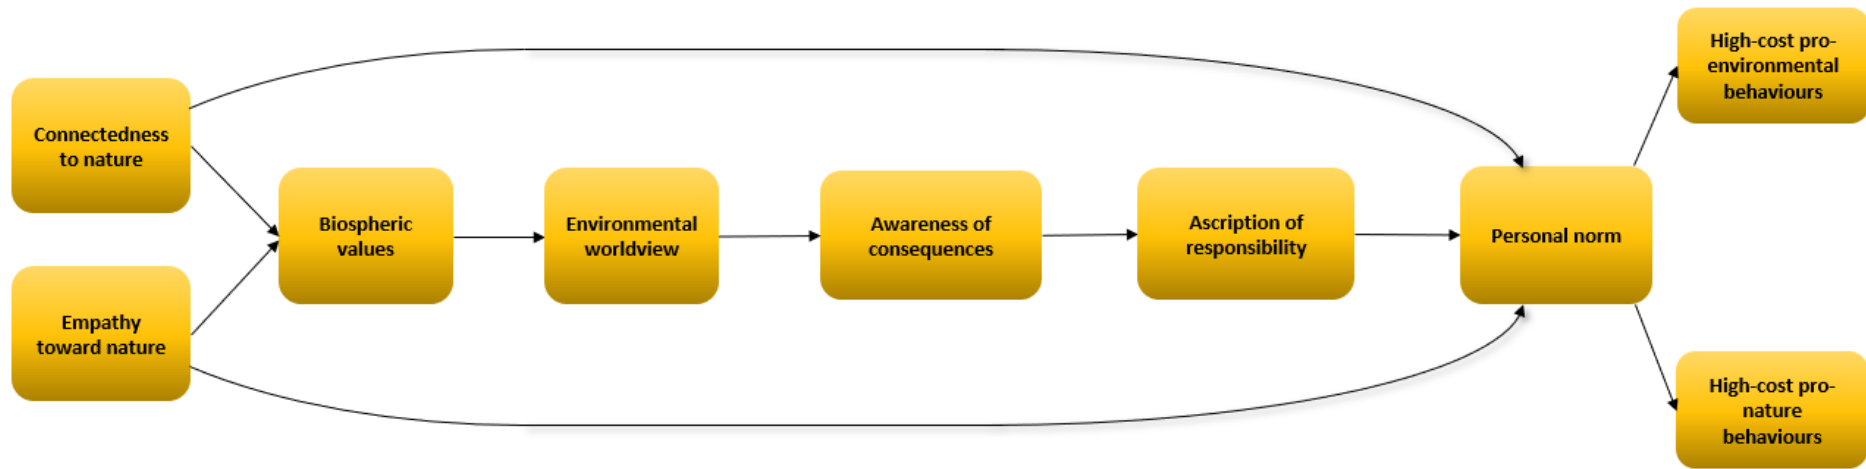 Connectedness
to nature
Empathy
toward nature
Biospheric
values
Environmental
worldview
Awareness of
consequences
Ascription of
responsibility
Personal norm
High-cost pro-
environmental
behaviours
High-cost pro-
nature
behaviours